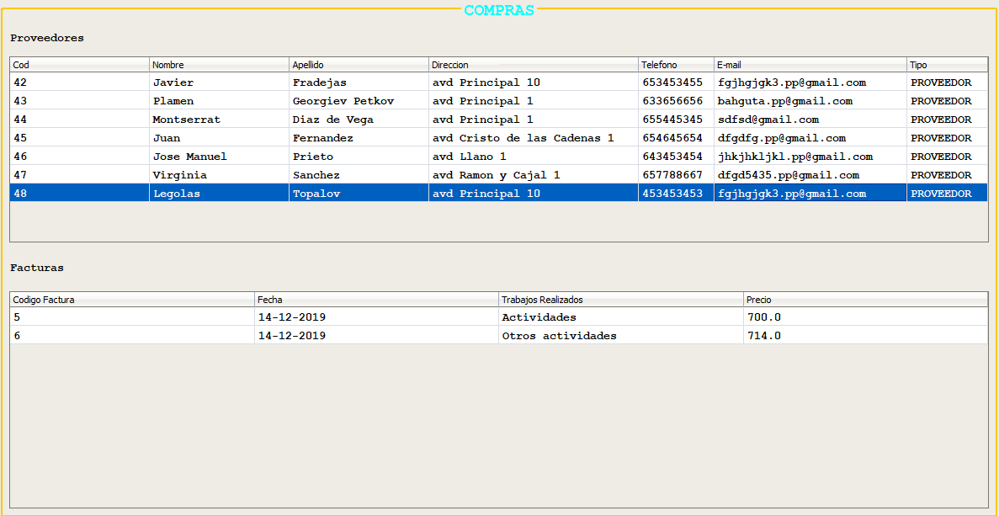 COMPRAS
Proveedores
Cod Nombre Apellido Direccion Telefono E-mail Tipo
42 Javier Fradejas avd Principal 10 653453455 fgjhgjgk3.pp@gmail.com PROVEEDOR
43 Plamen Georgiev Petkov avd Principal 1 633656656 bahguta.pp@gmail.com PROVEEDOR
44 Montserrat Diaz de Vega avd Principal 1 655445345 sdfsd@gmail.com PROVEEDOR
45 Juan Fernandez avd Cristo de las Cadenas 1 654645654 dfgdfg.pp@gmail.com PROVEEDOR
46 Jose Manuel Prieto avd Llano 1 643453454 jhkjhkljkl.pp@gmail.com PROVEEDOR
47 Virginia Sanchez avd Ramon y Cajal 1 657788667 dfgd5435.pp@gmail.com PROVEEDOR
48 Legolas Topalov avd Principal 10 453453453 fgjhgjgk3.pp@gmail.com PROVEEDOR
Facturas
Codigo Factura Fecha Trabajos Realizados Precio
5 14-12-2019 Actividades 700.0
6 14-12-2019 Otros actividades 714.0